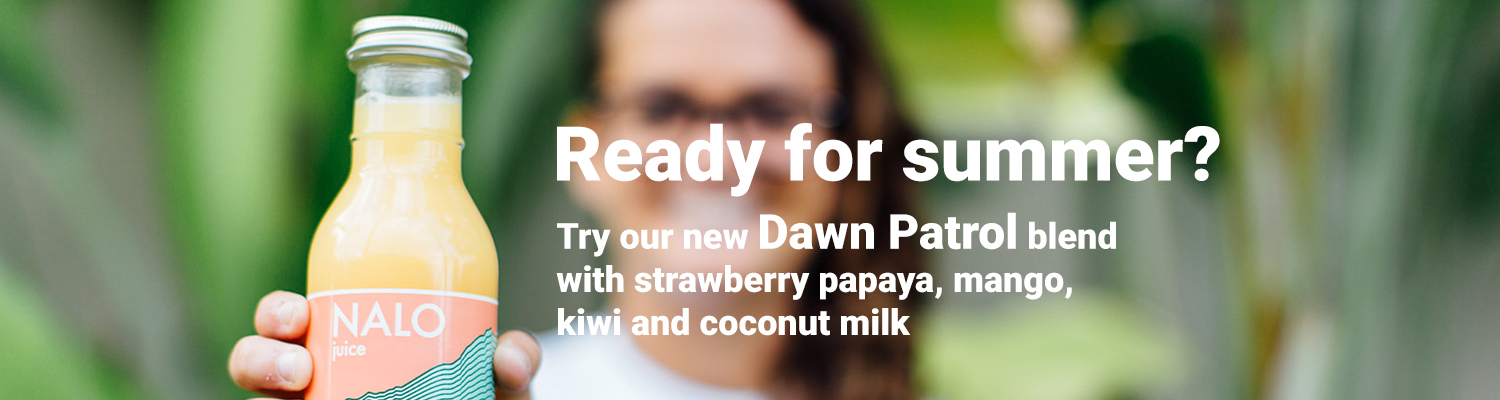 NALO
juice
Ready for summer?
Try our new Dawn Patrol blend
with strawberry papaya, mango,
kiwi and coconut milk